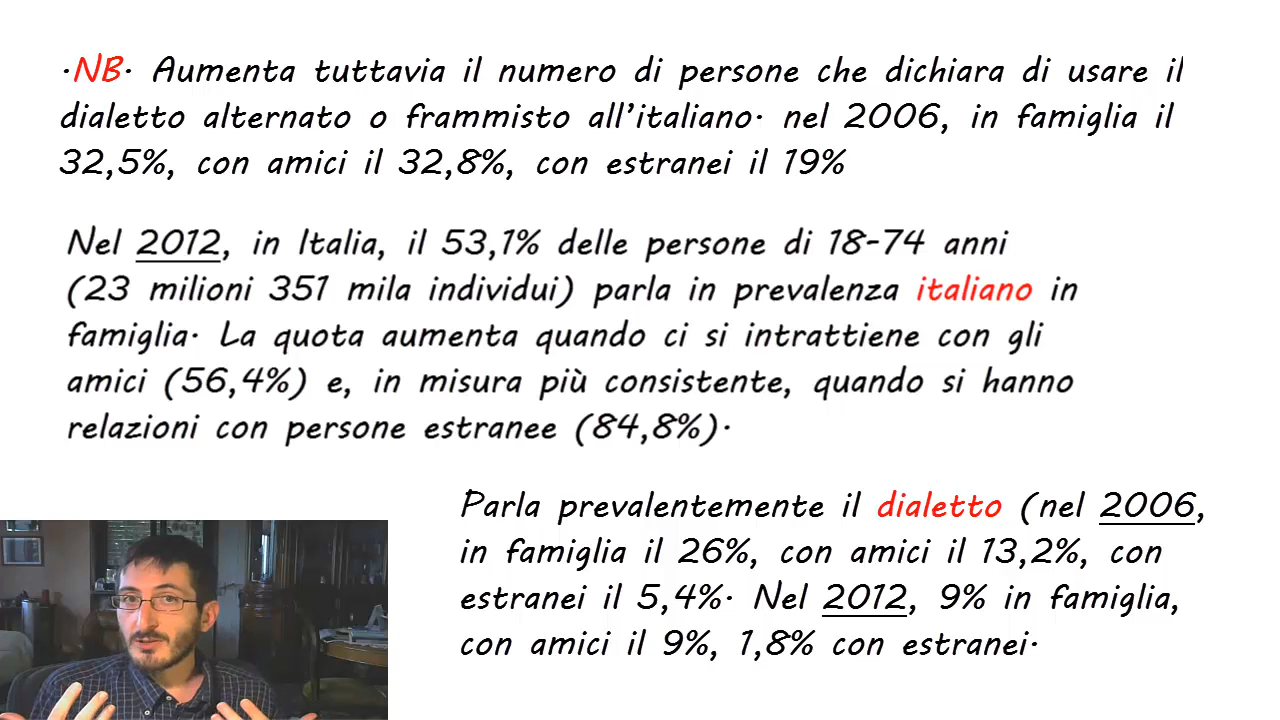 ·NB· Aumenta tuttavia il numero di persone che dichiara di usare il
dialetto alternato o frammisto all'italiano· nel 2006, in famiglia il
32,5%, con amici il 32,8%, con estranei il 19%
Nel 2012, in Italia, il 53,1% delle persone di 18-74 anni
(23 milioni 351 mila individui) parla in prevalenza italiano in
famiglia· La quota aumenta quando ci si intrattiene con gli
amici (56,4%) e, in misura più consistente, quando si hanno
relazioni con persone estranee (84,8%)·
Parla prevalentemente il dialetto (nel 2006,
in famiglia il 26%, con amici il 13,2%, con
estranei il 5,4%· Nel 2012, 9% in famiglia,
con amici il 9%, 1,8% con estranei·